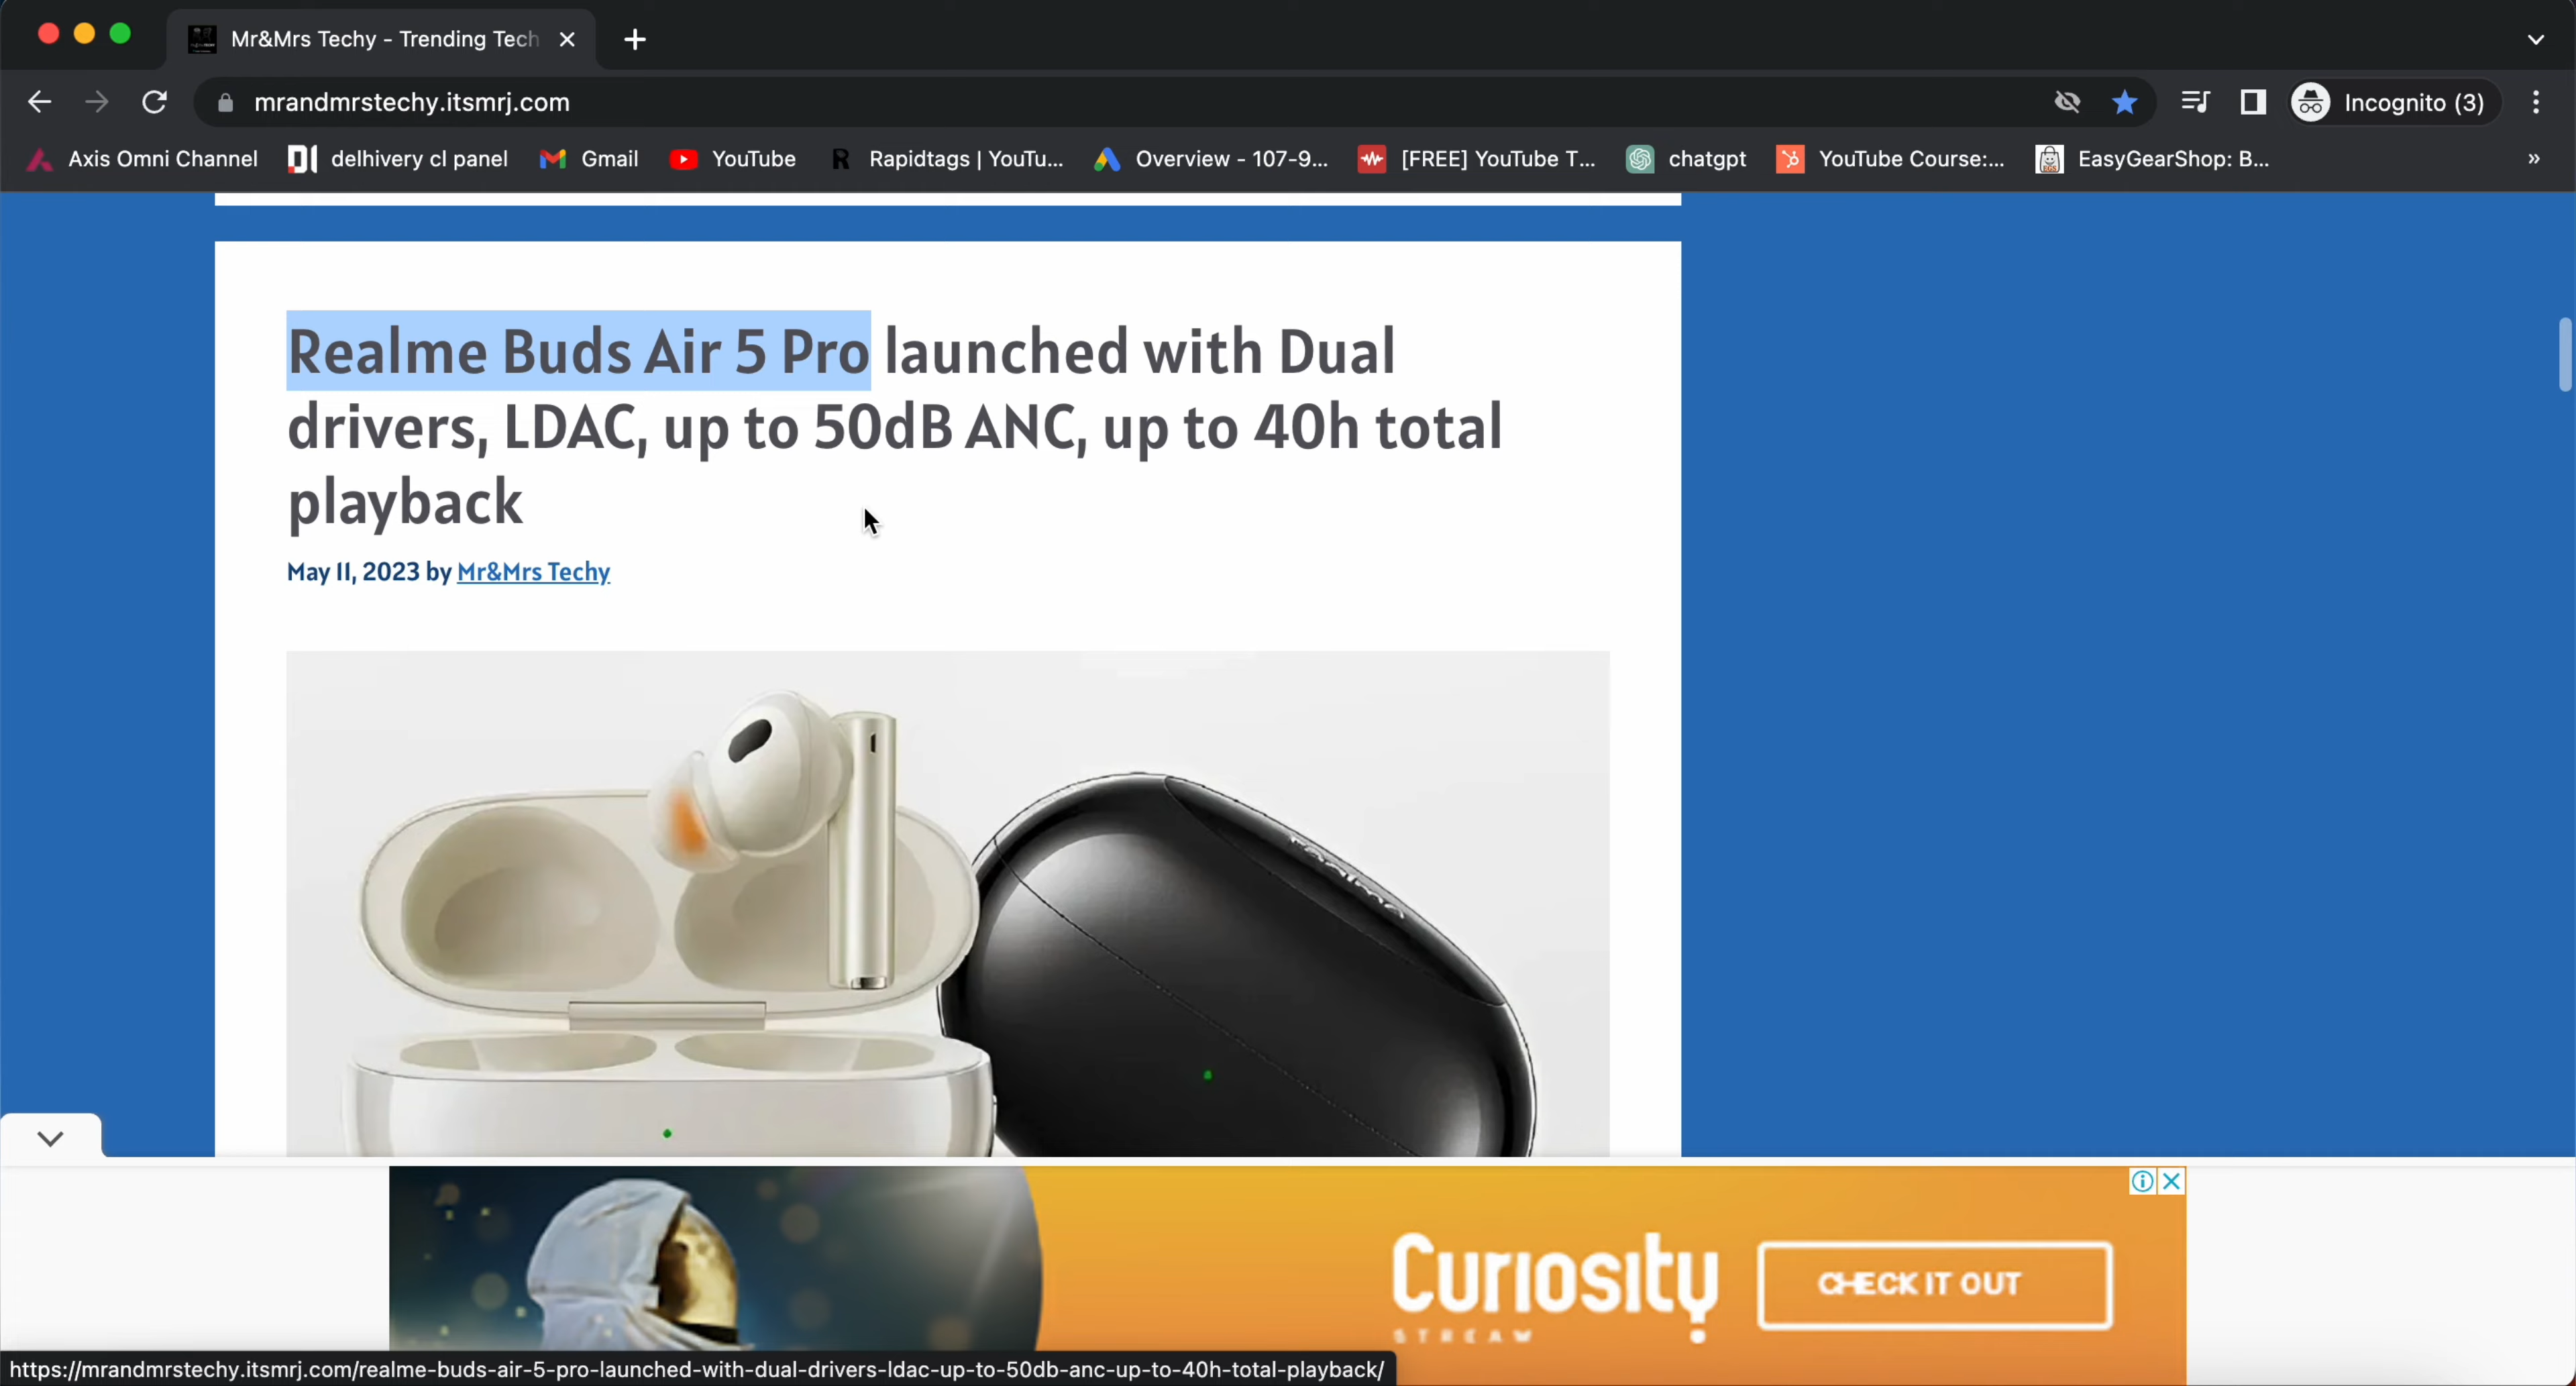 Mr&Mrs Techy - Trending Tech
mrandmrstechy.itsmrj.com
Incognito (3)
Axis Omni Channel
delhivery cl panel
Gmail
YouTube
Rapidtags | YouTu...
Overview - 107-9...
[FREE] YouTube T...
chatgpt
YouTube Course:...
EasyGearShop: B...
Realme Buds Air 5 Pro launched with Dual
drivers, LDAC, up to 50dB ANC, up to 40h total
playback
May 11, 2023 by Mr&Mrs Techy
realme
Curiosity
STREAM
CHECK IT OUT
https://mrandmrstechy.itsmrj.com/realme-buds-air-5-pro-launched-with-dual-drivers-ldac-up-to-50db-anc-up-to-40h-total-playback/